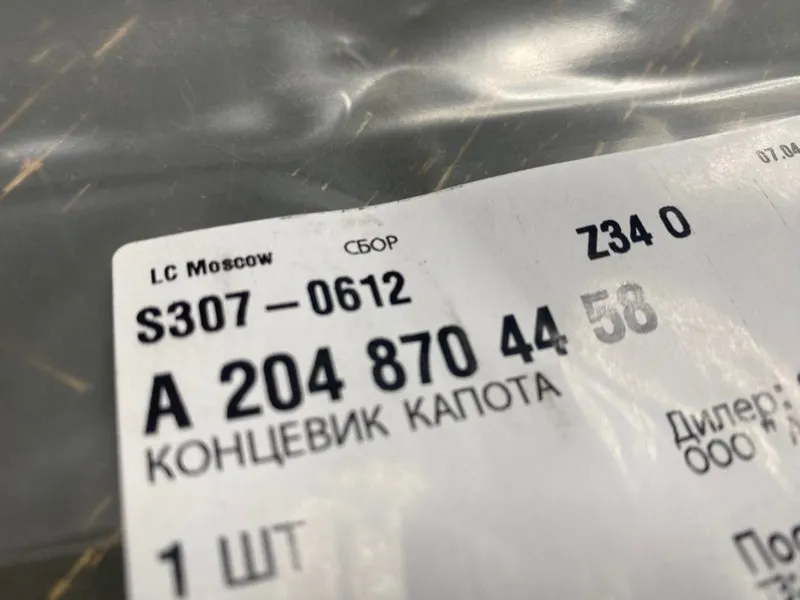 07.04
LC Moscow СБОР Z34 0
S307-0612
A 204 870 44 58
КОНЦЕВИК КАПОТА
Дилер:
ООО "
1 ШТ